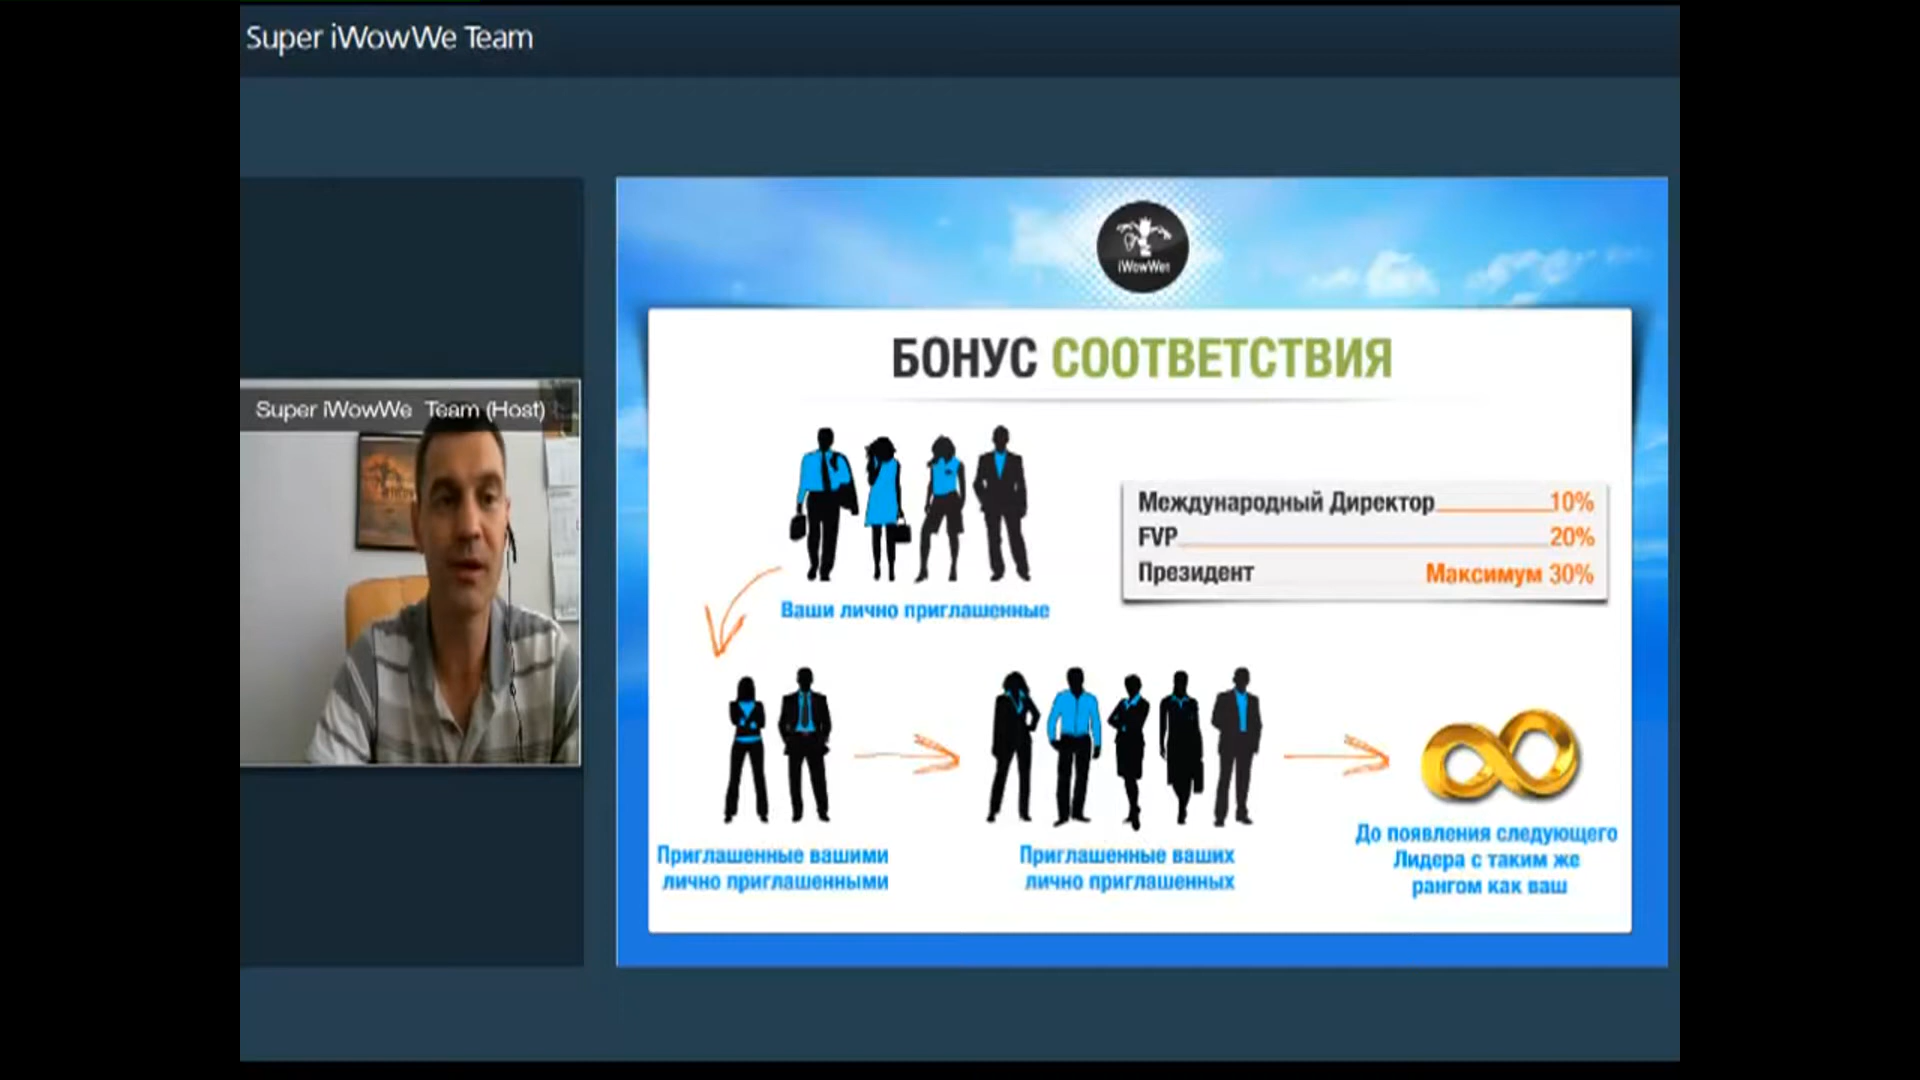 Super iWowWe Team
Super iWowWe Team (Host)
iWowWe
БОНУС СООТВЕТСТВИЯ
Международный Директор 10%
FVP 20%
Президент Максимум 30%
Ваши лично приглашенные
Приглашенные вашими
лично приглашенными
Приглашенные ваших
лично приглашенных
До появления следующего
Лидера с таким же
рангом как ваш